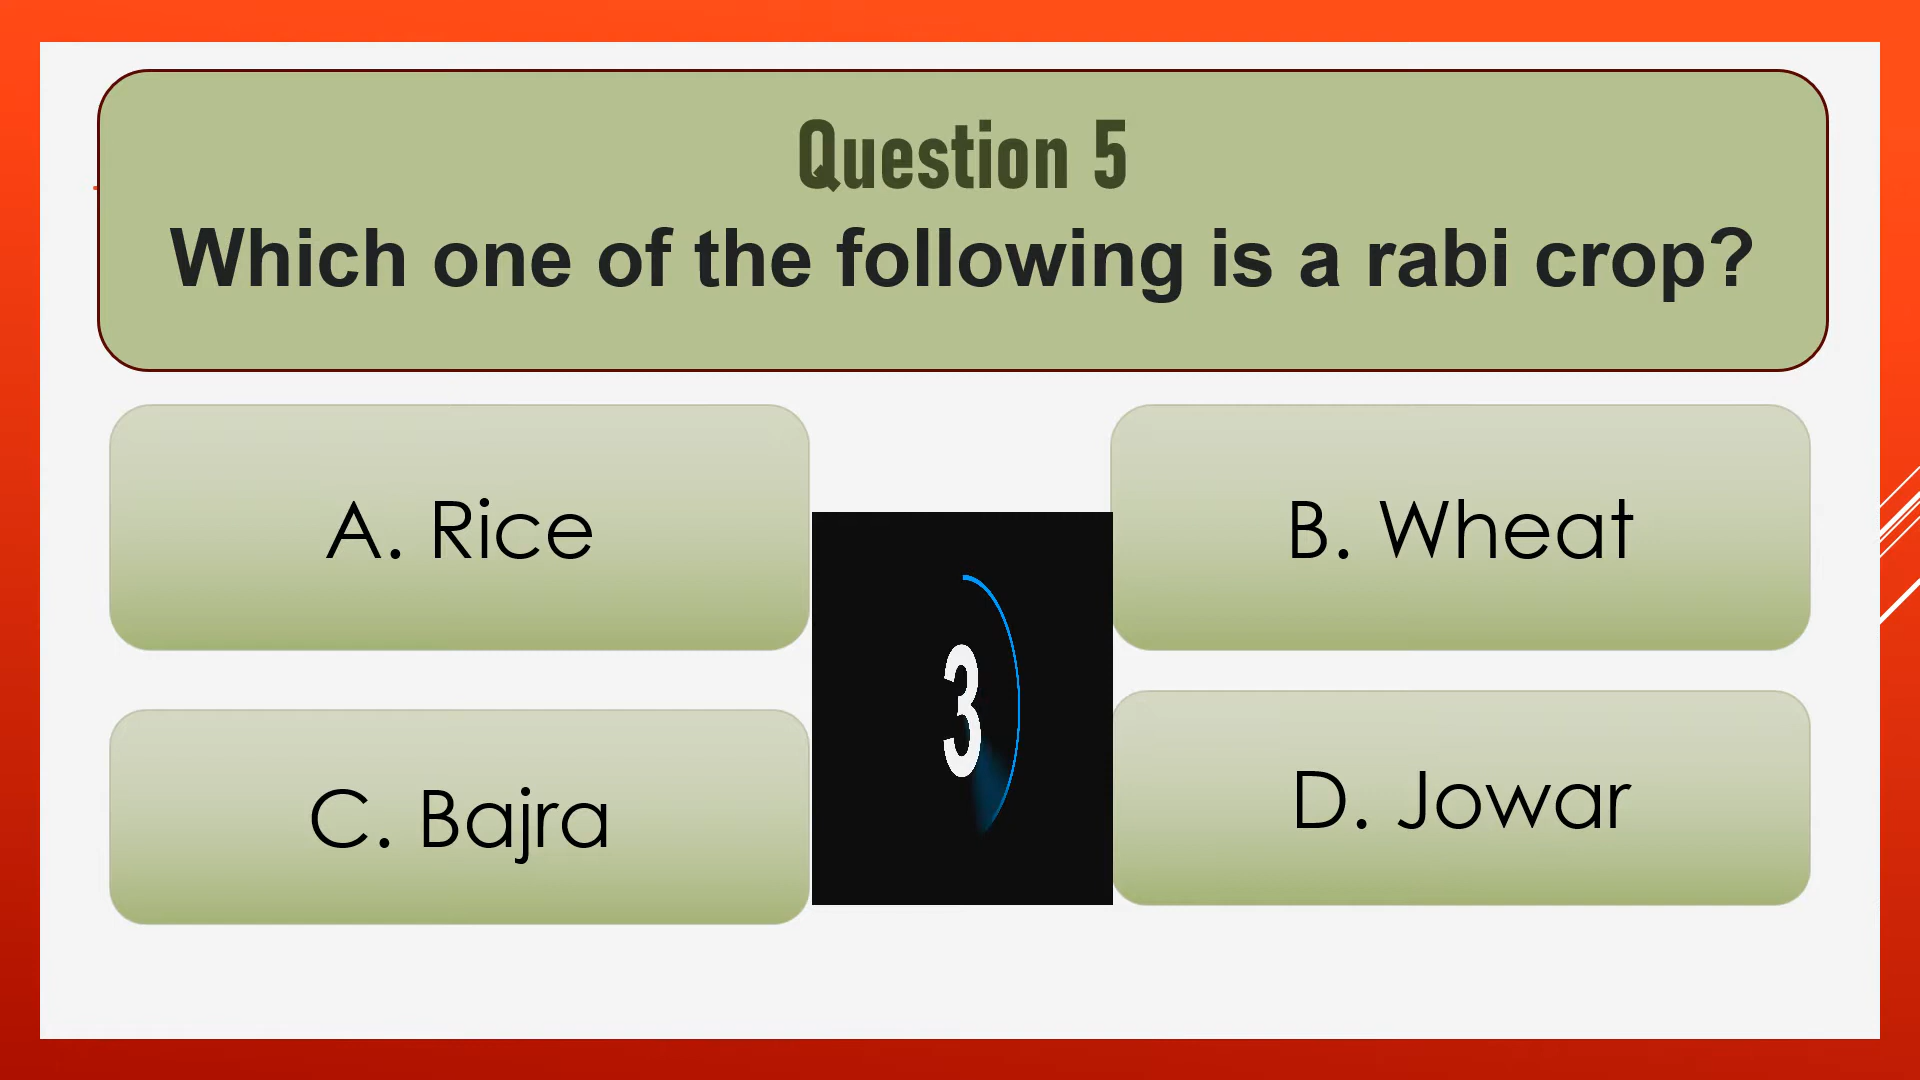 Question 5
Which one of the following is a rabi crop?
A. Rice
B. Wheat
3
C. Bajra
D. Jowar